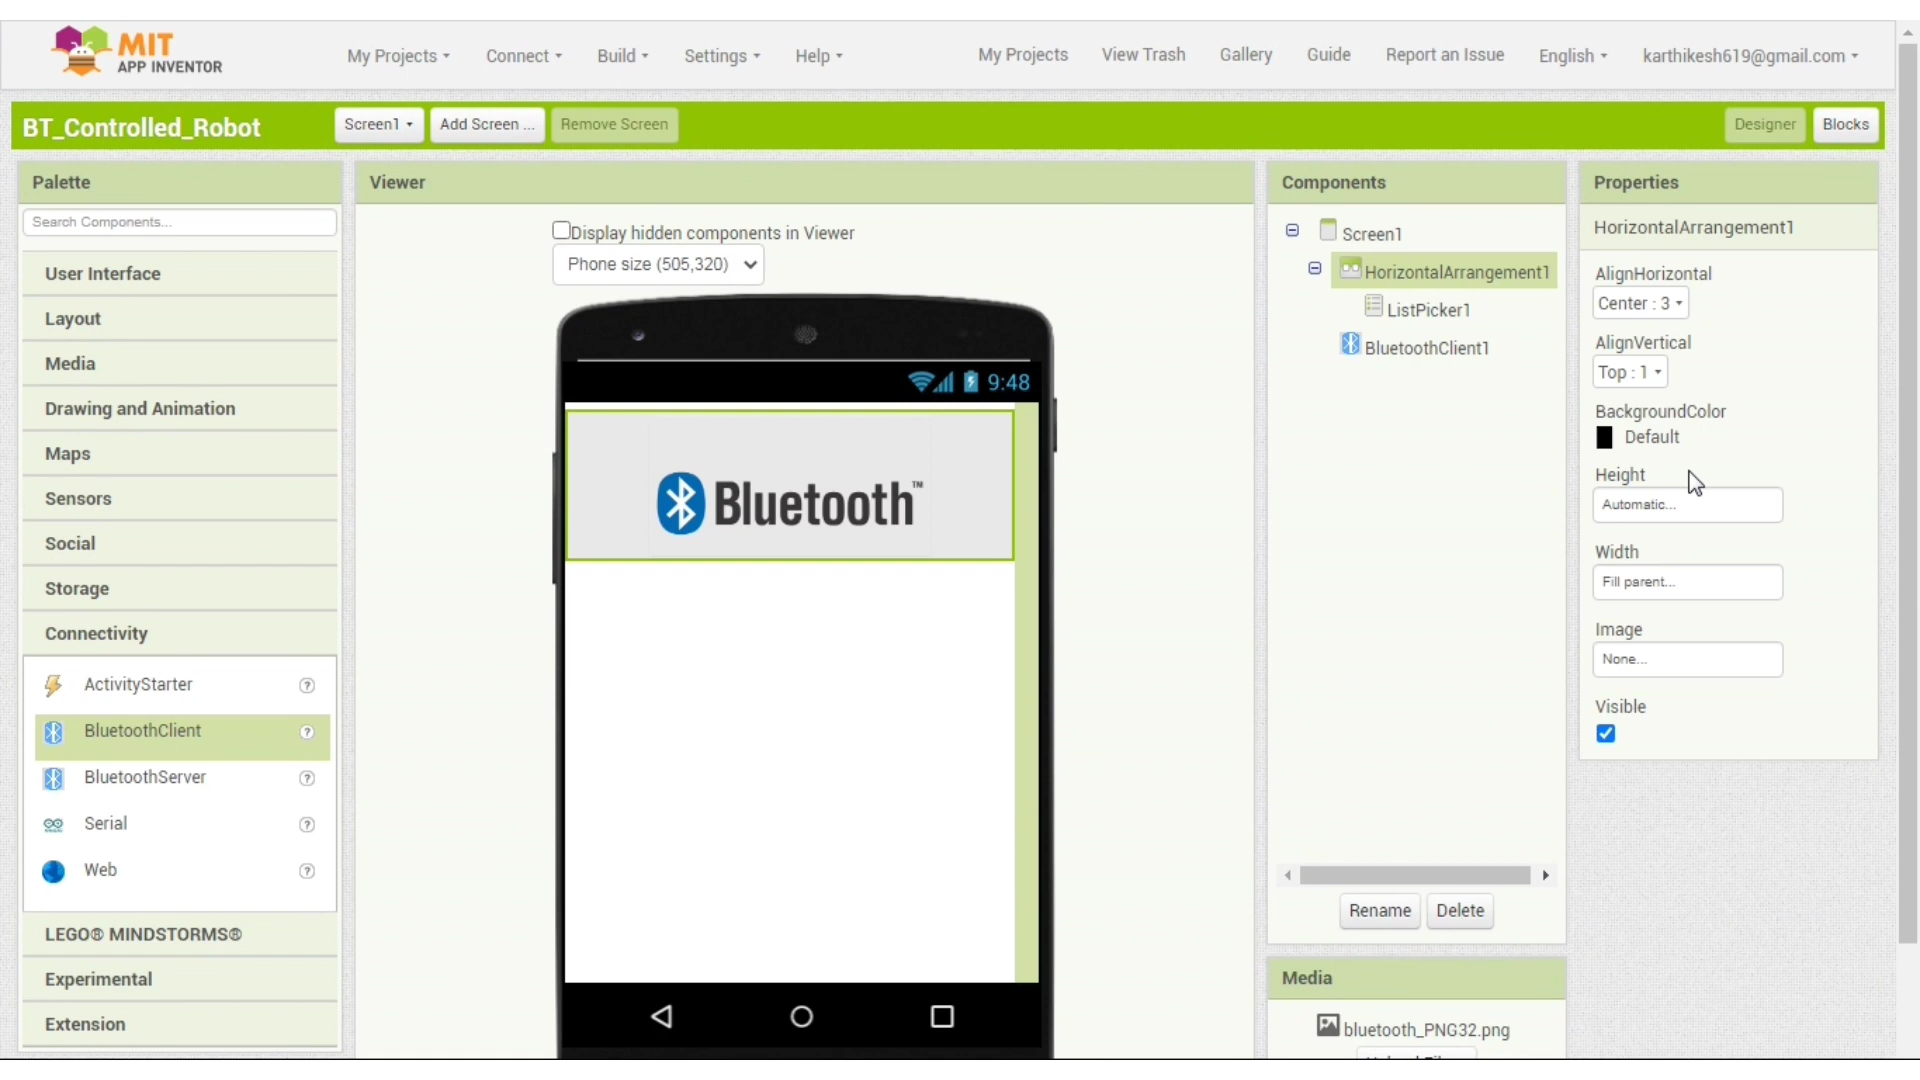 MIT
APP INVENTOR
My Projects
Connect
Build
Settings
Help
My Projects
View Trash
Gallery
Guide
Report an Issue
English
karthikesh619@gmail.com
BT_Controlled_Robot
Screen1
Add Screen ...
Remove Screen
Designer
Blocks
Palette
Search Components...
User Interface
Layout
Media
Drawing and Animation
Maps
Sensors
Social
Storage
Connectivity
ActivityStarter
BluetoothClient
BluetoothServer
Serial
Web
LEGO® MINDSTORMS®
Experimental
Extension
Viewer
Display hidden components in Viewer
Phone size (505,320)
9:48
Bluetooth™
Components
Screen1
HorizontalArrangement1
ListPicker1
BluetoothClient1
Rename
Delete
Media
bluetooth_PNG32.png
Properties
HorizontalArrangement1
AlignHorizontal
Center : 3
AlignVertical
Top : 1
BackgroundColor
Default
Height
Automatic...
Width
Fill parent...
Image
None...
Visible